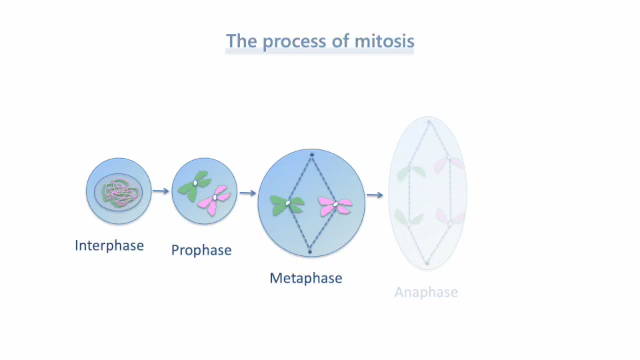 The process of mitosis
Interphase
Prophase
Metaphase
Anaphase